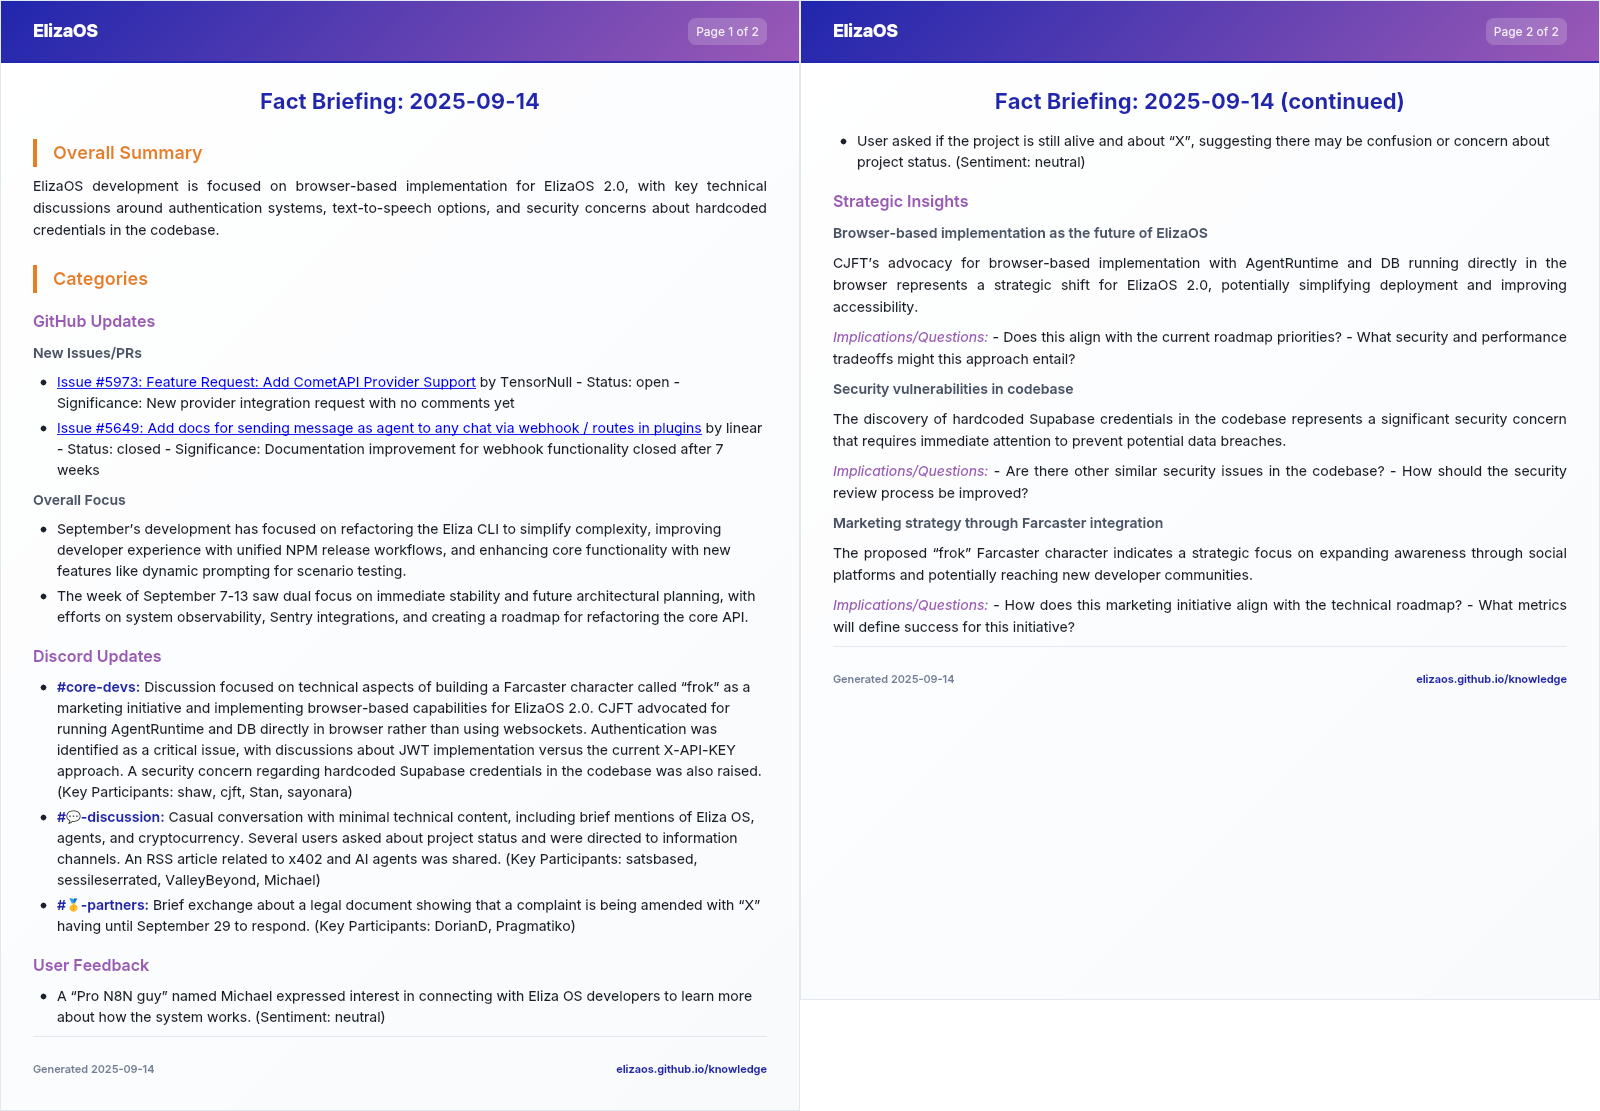 ElizaOS
Page 1 of 2
Fact Briefing: 2025-09-14
Overall Summary
ElizaOS development is focused on browser-based implementation for ElizaOS 2.0, with key technical
discussions around authentication systems, text-to-speech options, and security concerns about hardcoded
credentials in the codebase.
Categories
GitHub Updates
New Issues/PRs
• Issue #5973: Feature Request: Add CometAPI Provider Support by TensorNull - Status: open -
Significance: New provider integration request with no comments yet
• Issue #5649: Add docs for sending message as agent to any chat via webhook / routes in plugins by linear
- Status: closed - Significance: Documentation improvement for webhook functionality closed after 7
weeks
Overall Focus
• September’s development has focused on refactoring the Eliza CLI to simplify complexity, improving
developer experience with unified NPM release workflows, and enhancing core functionality with new
features like dynamic prompting for scenario testing.
• The week of September 7-13 saw dual focus on immediate stability and future architectural planning, with
efforts on system observability, Sentry integrations, and creating a roadmap for refactoring the core API.
Discord Updates
• #core-devs: Discussion focused on technical aspects of building a Farcaster character called “frok” as a
marketing initiative and implementing browser-based capabilities for ElizaOS 2.0. CJFT advocated for
running AgentRuntime and DB directly in browser rather than using websockets. Authentication was
identified as a critical issue, with discussions about JWT implementation versus the current X-API-KEY
approach. A security concern regarding hardcoded Supabase credentials in the codebase was also raised.
(Key Participants: shaw, cjft, Stan, sayonara)
• #💬-discussion: Casual conversation with minimal technical content, including brief mentions of Eliza OS,
agents, and cryptocurrency. Several users asked about project status and were directed to information
channels. An RSS article related to x402 and AI agents was shared. (Key Participants: satsbased,
sessileserrated, ValleyBeyond, Michael)
• #🥇-partners: Brief exchange about a legal document showing that a complaint is being amended with “X”
having until September 29 to respond. (Key Participants: DorianD, Pragmatiko)
User Feedback
• A “Pro N8N guy” named Michael expressed interest in connecting with Eliza OS developers to learn more
about how the system works. (Sentiment: neutral)
Generated 2025-09-14
elizaos.github.io/knowledge
ElizaOS
Page 2 of 2
Fact Briefing: 2025-09-14 (continued)
• User asked if the project is still alive and about “X”, suggesting there may be confusion or concern about
project status. (Sentiment: neutral)
Strategic Insights
Browser-based implementation as the future of ElizaOS
CJFT’s advocacy for browser-based implementation with AgentRuntime and DB running directly in the
browser represents a strategic shift for ElizaOS 2.0, potentially simplifying deployment and improving
accessibility.
Implications/Questions: - Does this align with the current roadmap priorities? - What security and performance
tradeoffs might this approach entail?
Security vulnerabilities in codebase
The discovery of hardcoded Supabase credentials in the codebase represents a significant security concern
that requires immediate attention to prevent potential data breaches.
Implications/Questions: - Are there other similar security issues in the codebase? - How should the security
review process be improved?
Marketing strategy through Farcaster integration
The proposed “frok” Farcaster character indicates a strategic focus on expanding awareness through social
platforms and potentially reaching new developer communities.
Implications/Questions: - How does this marketing initiative align with the technical roadmap? - What metrics
will define success for this initiative?
Generated 2025-09-14
elizaos.github.io/knowledge